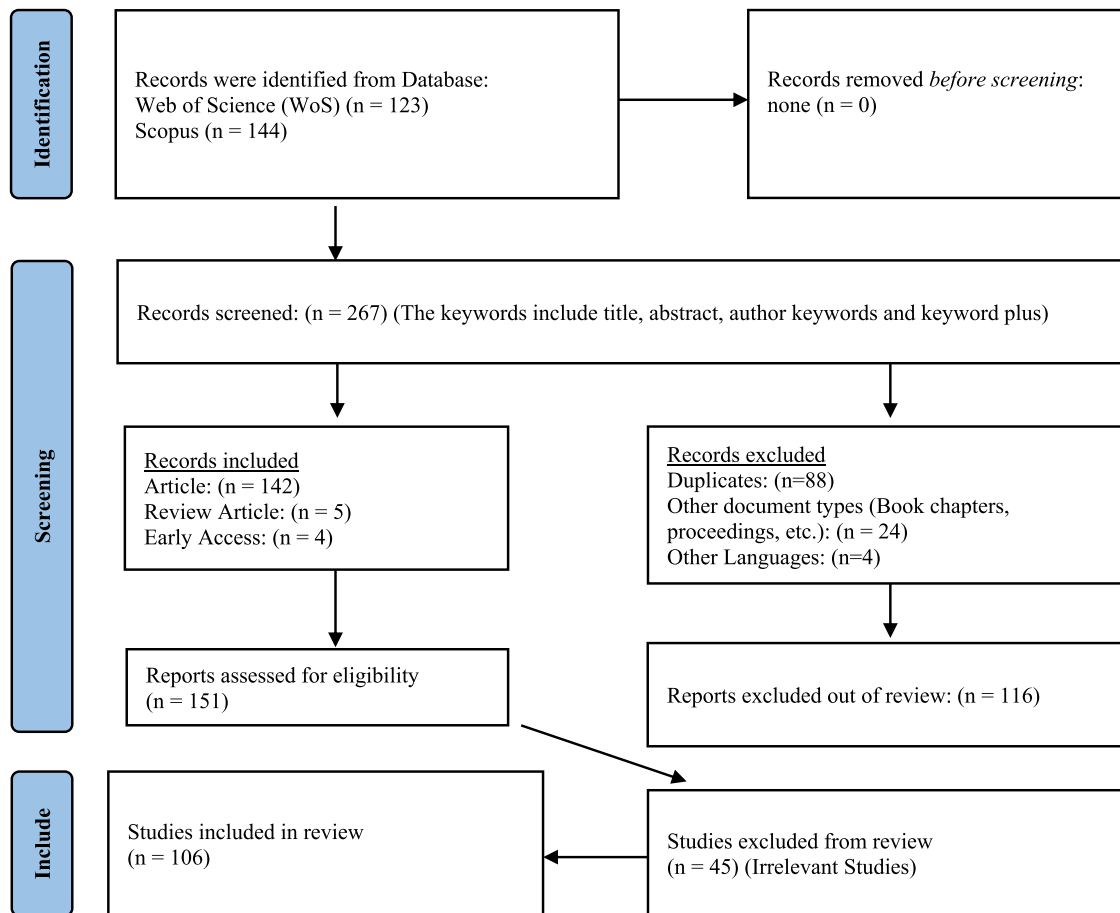 Identification
Records were identified from Database:
Web of Science (WoS) (n = 123)
Scopus (n = 144)
Records removed before screening:
none (n = 0)
Screening
Records screened: (n = 267) (The keywords include title, abstract, author keywords and keyword plus)
Records included
Article: (n = 142)
Review Article: (n = 5)
Early Access: (n = 4)
Records excluded
Duplicates: (n=88)
Other document types (Book chapters,
proceedings, etc.): (n = 24)
Other Languages: (n=4)
Reports assessed for eligibility
(n = 151)
Reports excluded out of review: (n = 116)
Include
Studies included in review
(n = 106)
Studies excluded from review
(n = 45) (Irrelevant Studies)